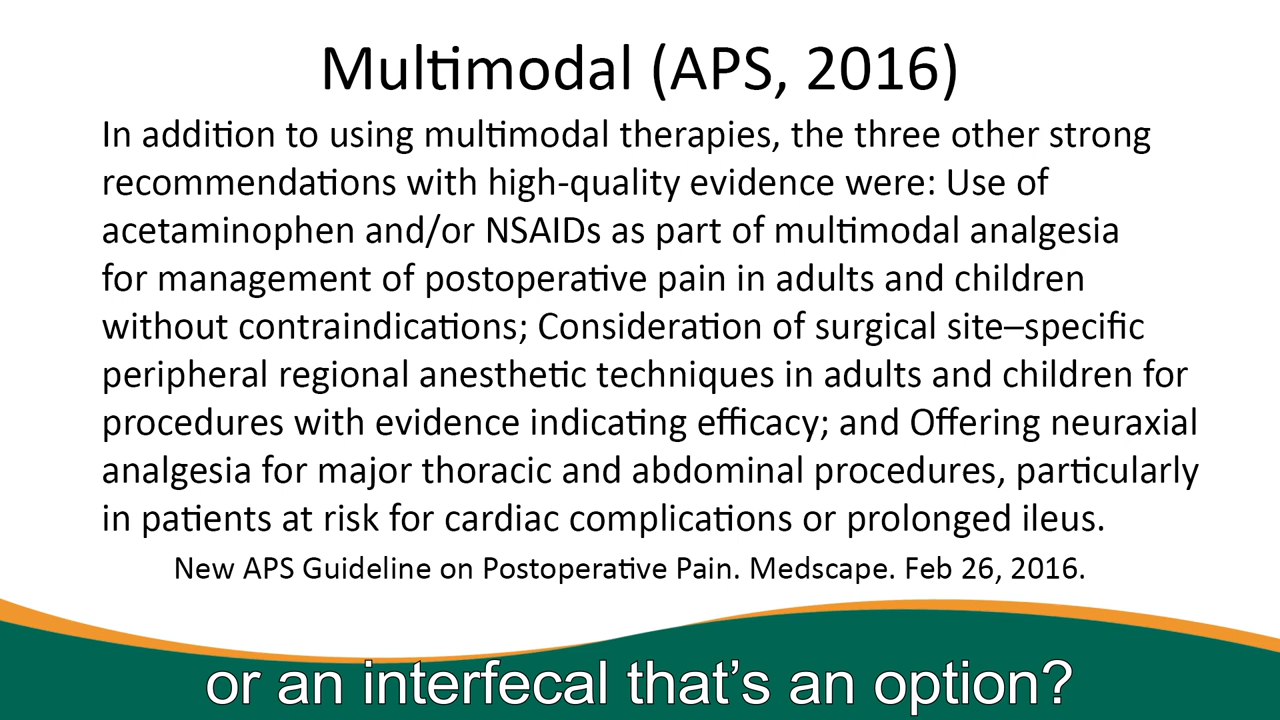 Multimodal (APS, 2016)
In addition to using multimodal therapies, the three other strong
recommendations with high-quality evidence were: Use of
acetaminophen and/or NSAIDs as part of multimodal analgesia
for management of postoperative pain in adults and children
without contraindications; Consideration of surgical site–specific
peripheral regional anesthetic techniques in adults and children for
procedures with evidence indicating efficacy; and Offering neuraxial
analgesia for major thoracic and abdominal procedures, particularly
in patients at risk for cardiac complications or prolonged ileus.
New APS Guideline on Postoperative Pain. Medscape. Feb 26, 2016.
or an interfecal that’s an option?